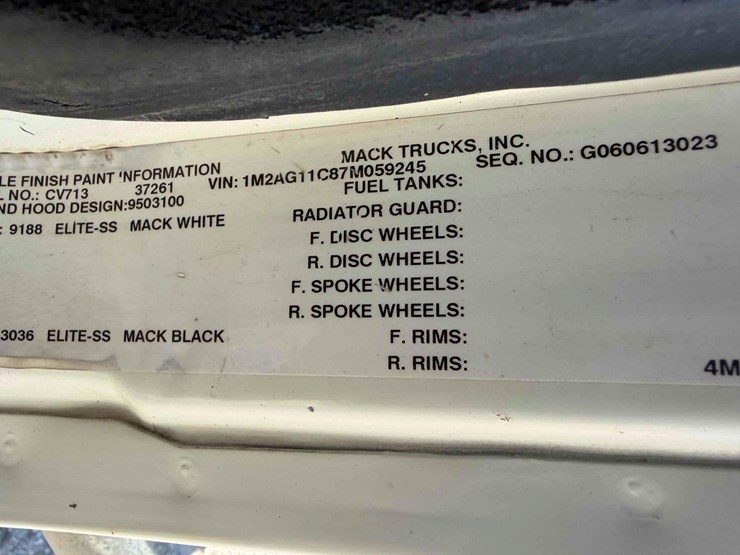 MACK TRUCKS, INC.
LE FINISH PAINT INFORMATION
VIN: 1M2AG11C87M059245 SEQ. NO.: G060613023
L NO.: CV713 37261
FUEL TANKS:
ND HOOD DESIGN:9503100
RADIATOR GUARD:
: 9188 ELITE-SS MACK WHITE
F. DISC WHEELS:
R. DISC WHEELS:
F. SPOKE WHEELS:
R. SPOKE WHEELS:
3036 ELITE-SS MACK BLACK
F. RIMS:
R. RIMS:
4M